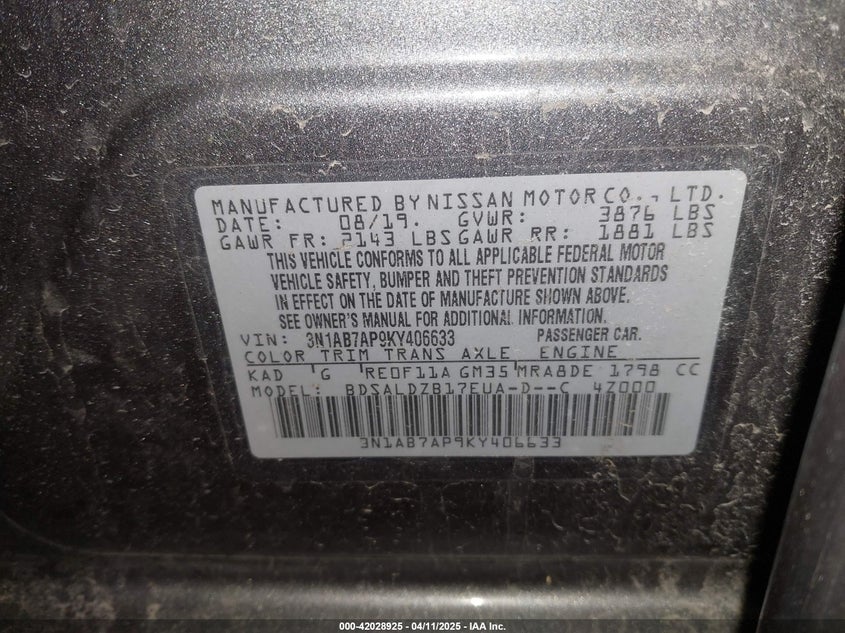 MANUFACTURED BY NISSAN MOTOR CO., LTD.
DATE: 08/19. GVWR: 3876 LBS
GAWR FR: 2143 LBS GAWR RR: 1881 LBS
THIS VEHICLE CONFORMS TO ALL APPLICABLE FEDERAL MOTOR
VEHICLE SAFETY, BUMPER AND THEFT PREVENTION STANDARDS
IN EFFECT ON THE DATE OF MANUFACTURE SHOWN ABOVE.
SEE OWNER'S MANUAL FOR ADDITIONAL INFORMATION.
VIN: 3N1AB7AP9KY406633 PASSENGER CAR.
COLOR TRIM TRANS AXLE ENGINE
KAD G RE0F11A GM35 MRA8DE 1798 CC
MODEL: BDSALDZB17EUA-D--C 4Z000
3N1AB7AP9KY406633
000-42028925 - 04/11/2025 - IAA Inc.